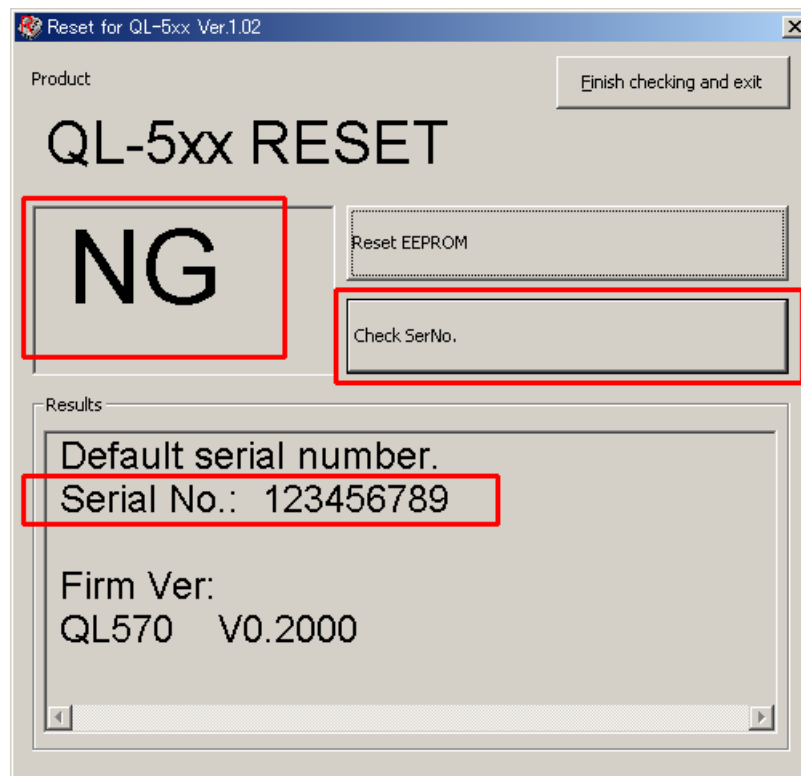 Reset for QL-5xx Ver.1.02
Product
Finish checking and exit
QL-5xx RESET
NG
Reset EEPROM
Check SerNo.
Results
Default serial number.
Serial No.: 123456789
Firm Ver:
QL570 V0.2000